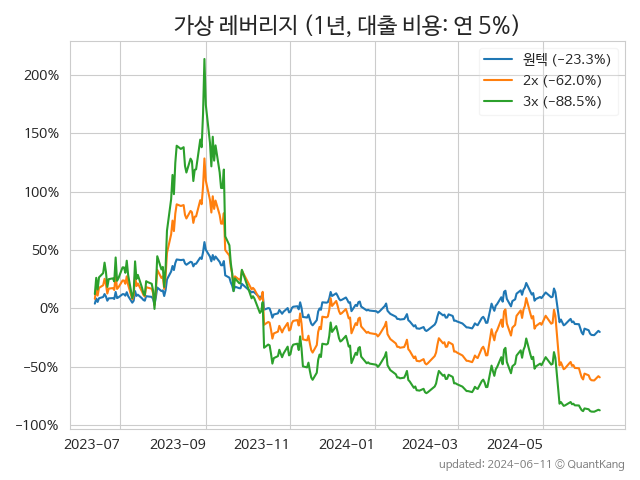 가상 레버리지 (1년, 대출 비용: 연 5%)
원텍 (-23.3%)
2x (-62.0%)
3x (-88.5%)
200%
150%
100%
50%
0%
−50%
−100%
2023-07 2023-09 2023-11 2024-01 2024-03 2024-05
updated: 2024-06-11 © QuantKang